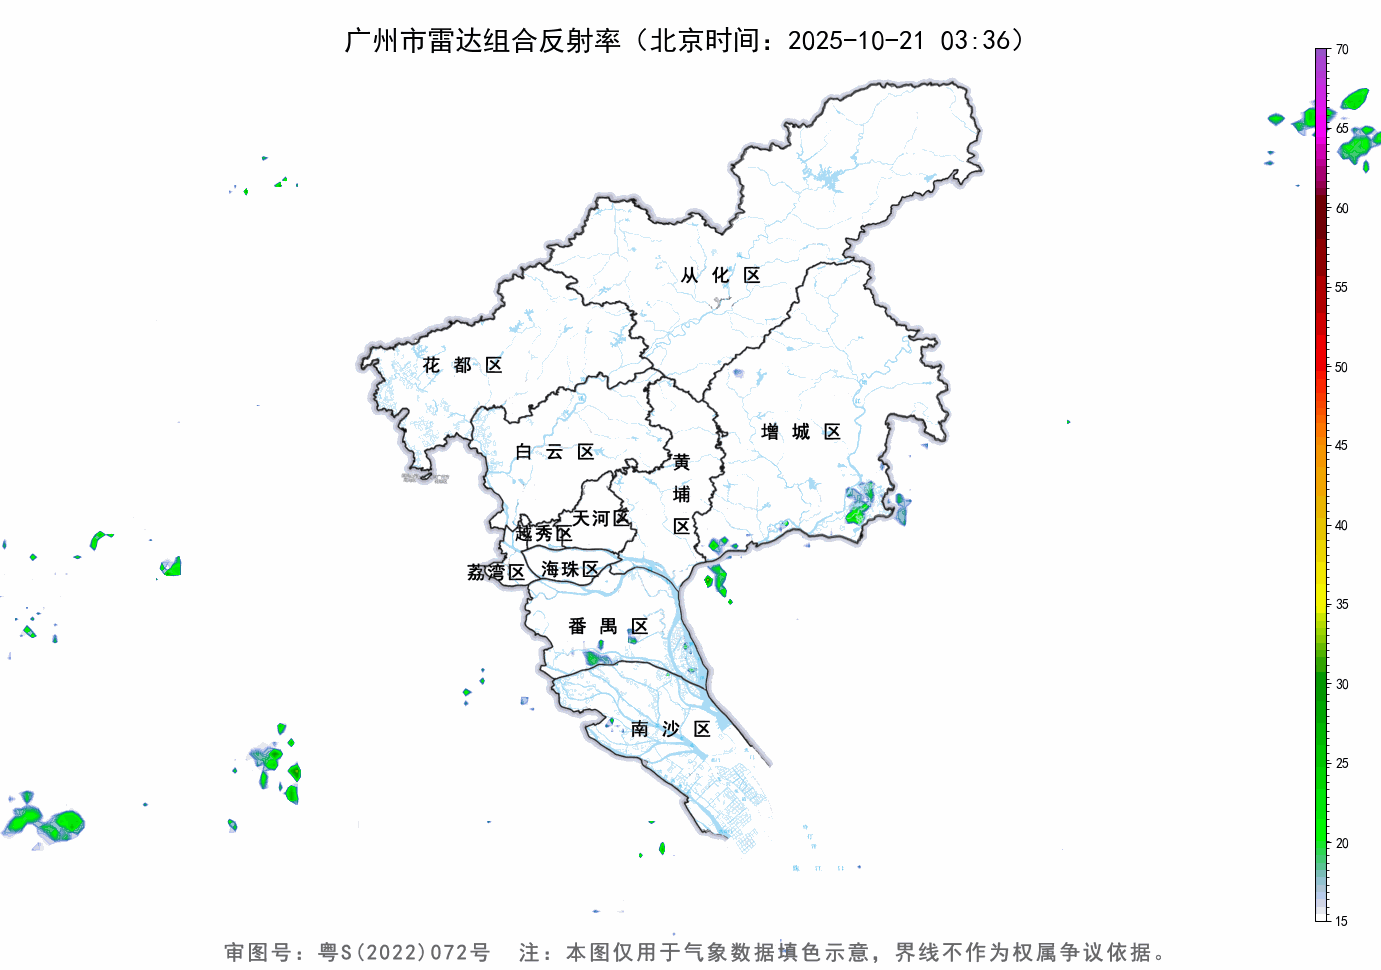 广州市雷达组合反射率（北京时间：2025-10-21 03:36）
70
65
60
55
50
45
40
35
30
25
20
15
从化区
花都区
增城区
白云区
黄埔区
天河区
越秀区
荔湾区
海珠区
番禺区
南沙区
审图号：粤S(2022)072号 注：本图仅用于气象数据填色示意，界线不作为权属争议依据。